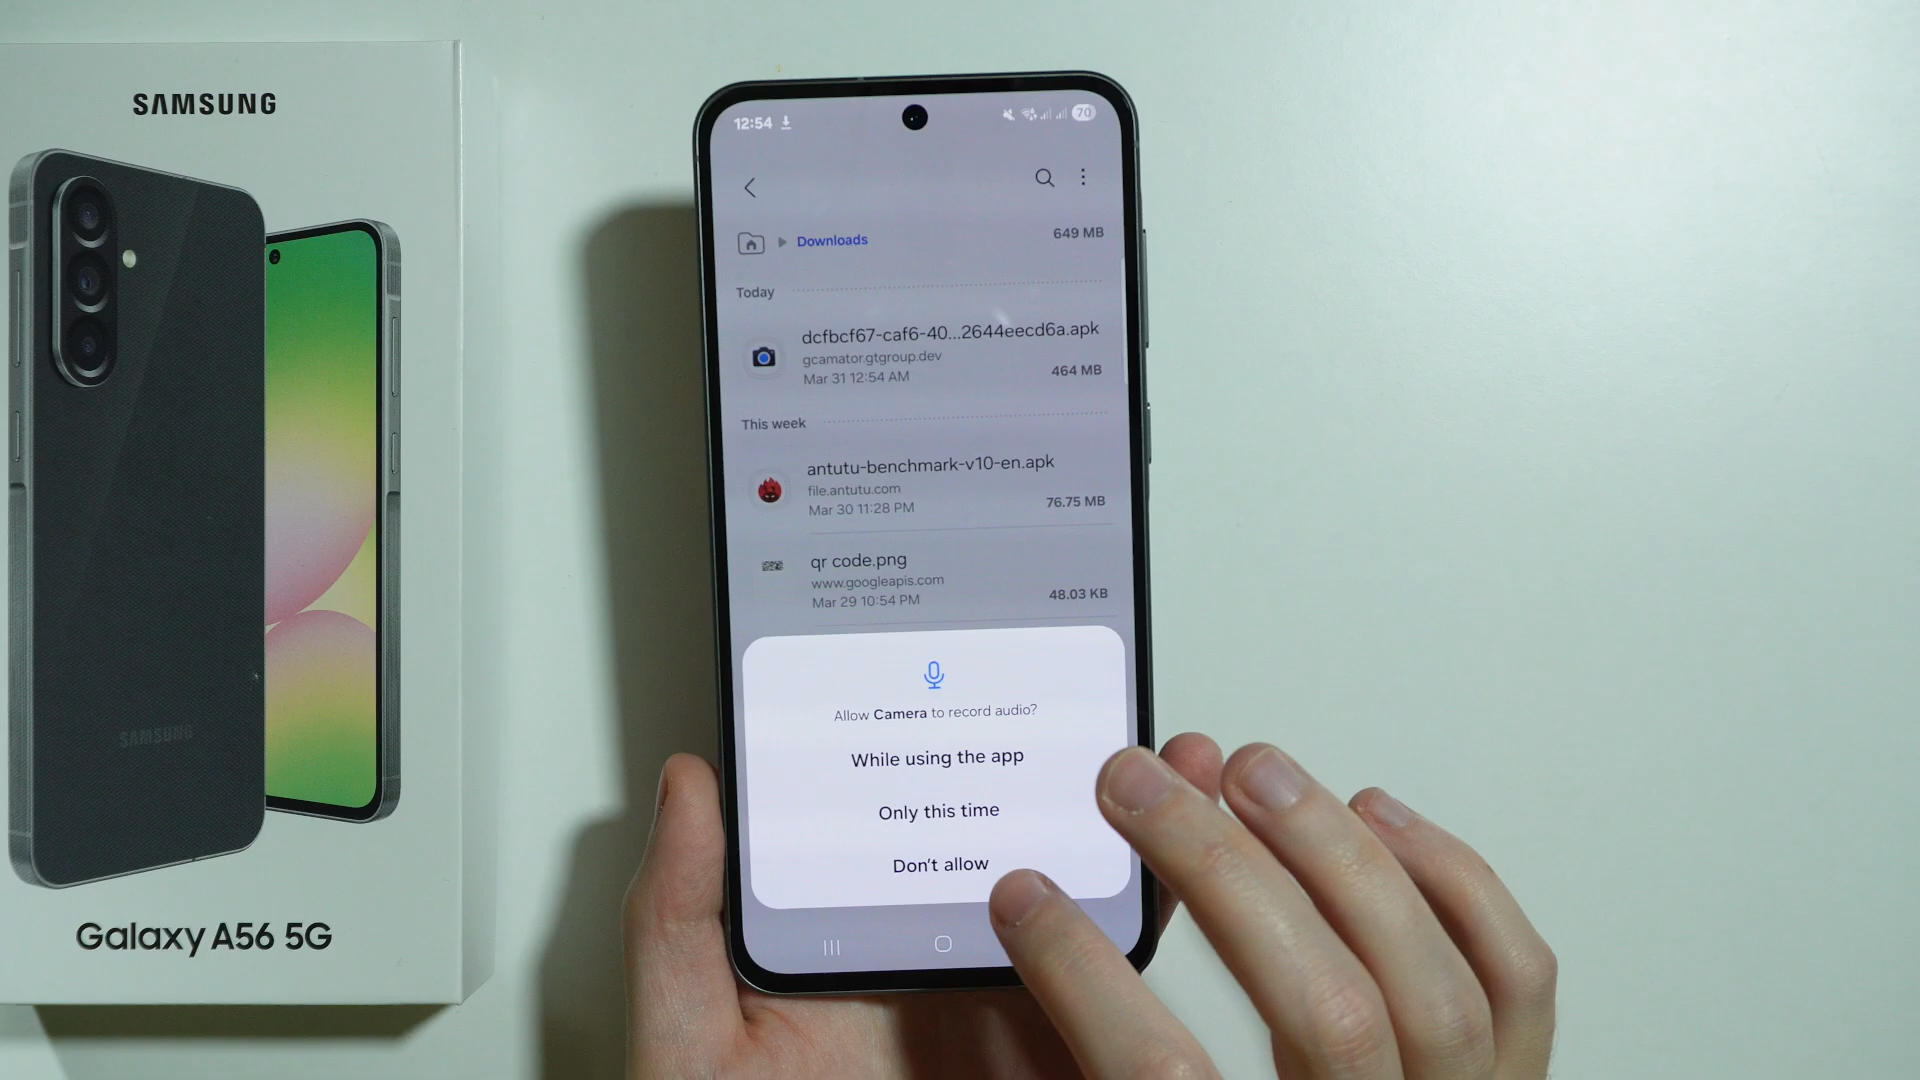 SAMSUNG
SAMSUNG
Galaxy A56 5G
12:54
70
Downloads
649 MB
Today
dcfbcf67-caf6-40...2644eecd6a.apk
gcamator.gtgroup.dev
Mar 31 12:54 AM
464 MB
This week
antutu-benchmark-v10-en.apk
file.antutu.com
Mar 30 11:28 PM
76.75 MB
qr code.png
www.googleapis.com
Mar 29 10:54 PM
48.03 KB
Allow Camera to record audio?
While using the app
Only this time
Don't allow